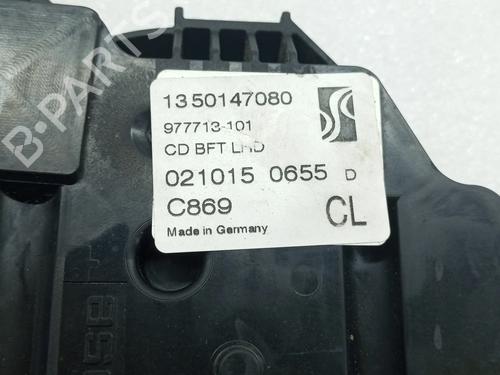 B-PARTS
1350147080
977713-101
CD BFT LHD
021015 0655 D
C869 CL
Made in Germany